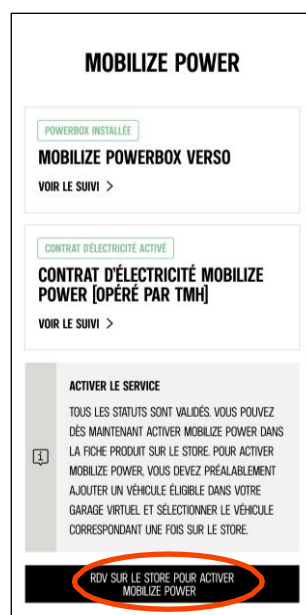 MOBILIZE POWER
POWERBOX INSTALLÉE
MOBILIZE POWERBOX VERSO
VOIR LE SUIVI >
CONTRAT D'ÉLECTRICITÉ ACTIVÉ
CONTRAT D'ÉLECTRICITÉ MOBILIZE
POWER [OPÉRÉ PAR TMH]
VOIR LE SUIVI >
ACTIVER LE SERVICE
TOUS LES STATUTS SONT VALIDÉS. VOUS POUVEZ
DÈS MAINTENANT ACTIVER MOBILIZE POWER DANS
LA FICHE PRODUIT SUR LE STORE. POUR ACTIVER
MOBILIZE POWER, VOUS DEVEZ PRÉALABLEMENT
AJOUTER UN VÉHICULE ÉLIGIBLE DANS VOTRE
GARAGE VIRTUEL ET SÉLECTIONNER LE VÉHICULE
CORRESPONDANT UNE FOIS SUR LE STORE.
RDV SUR LE STORE POUR ACTIVER
MOBILIZE POWER